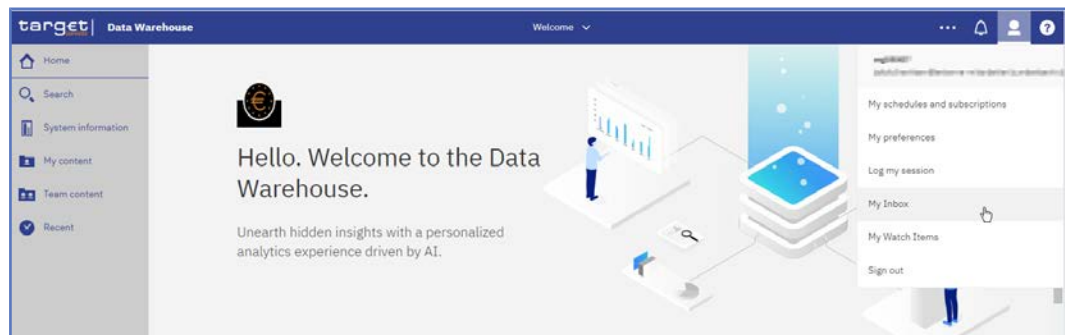 target | Data Warehouse
Welcome
Home
Search
System information
My content
Team content
Recent
Hello. Welcome to the Data
Warehouse.
Unearth hidden insights with a personalized
analytics experience driven by AI.
My schedules and subscriptions
My preferences
Log my session
My Inbox
My Watch Items
Sign out